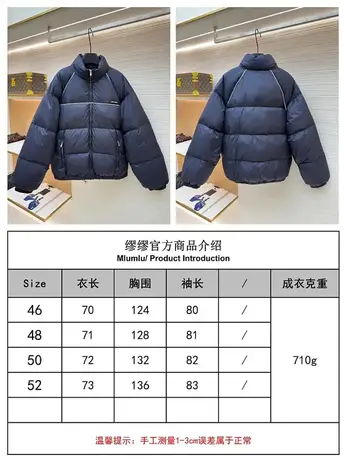 缪缪官方商品介绍
MIumIu/ Product Introduction
Size 衣长 胸围 袖长 / 成衣克重
46 70 124 80 /
48 71 128 81 /
50 72 132 82 / 710g
52 73 136 83 /
/
温馨提示：手工测量1-3cm误差属于正常